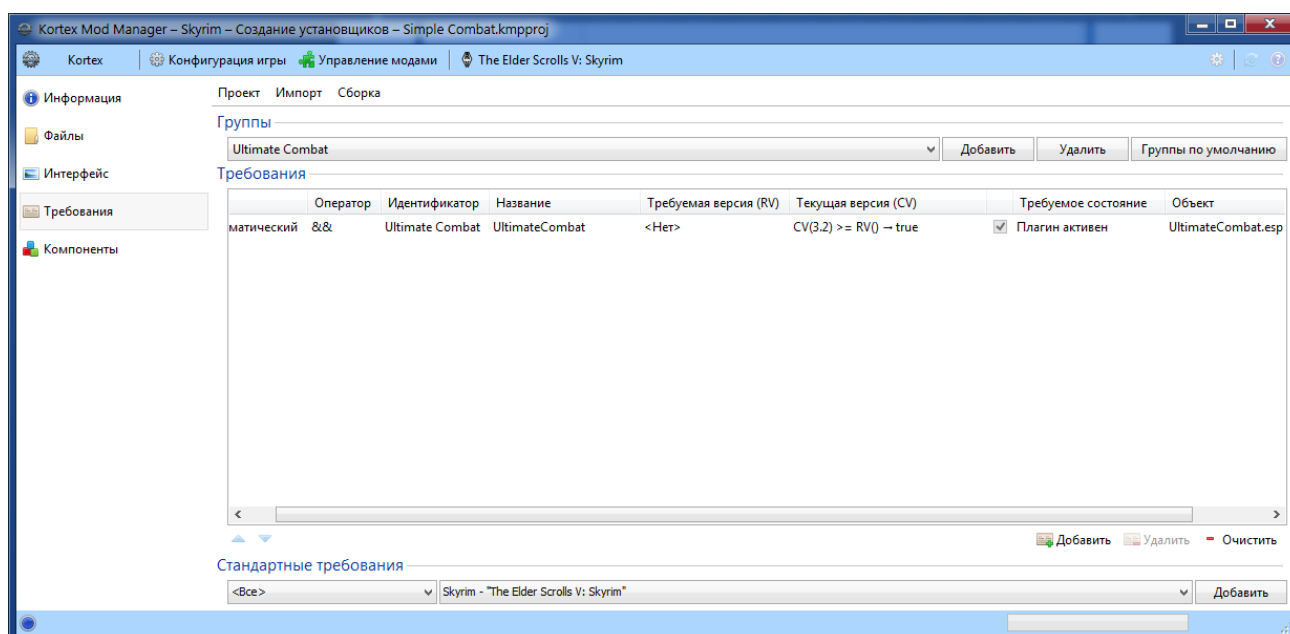 Kortex Mod Manager – Skyrim – Создание установщиков – Simple Combat.kmpproj
Kortex Конфигурация игры Управление модами The Elder Scrolls V: Skyrim
Информация
Файлы
Интерфейс
Требования
Компоненты
Проект Импорт Сборка
Группы
Ultimate Combat Добавить Удалить Группы по умолчанию
Требования
Оператор Идентификатор Название Требуемая версия (RV) Текущая версия (CV) Требуемое состояние Объект
матический && Ultimate Combat UltimateCombat <Нет> CV(3.2) >= RV() → true Плагин активен UltimateCombat.esp
Добавить Удалить Очистить
Стандартные требования
<Все> Skyrim - "The Elder Scrolls V: Skyrim" Добавить